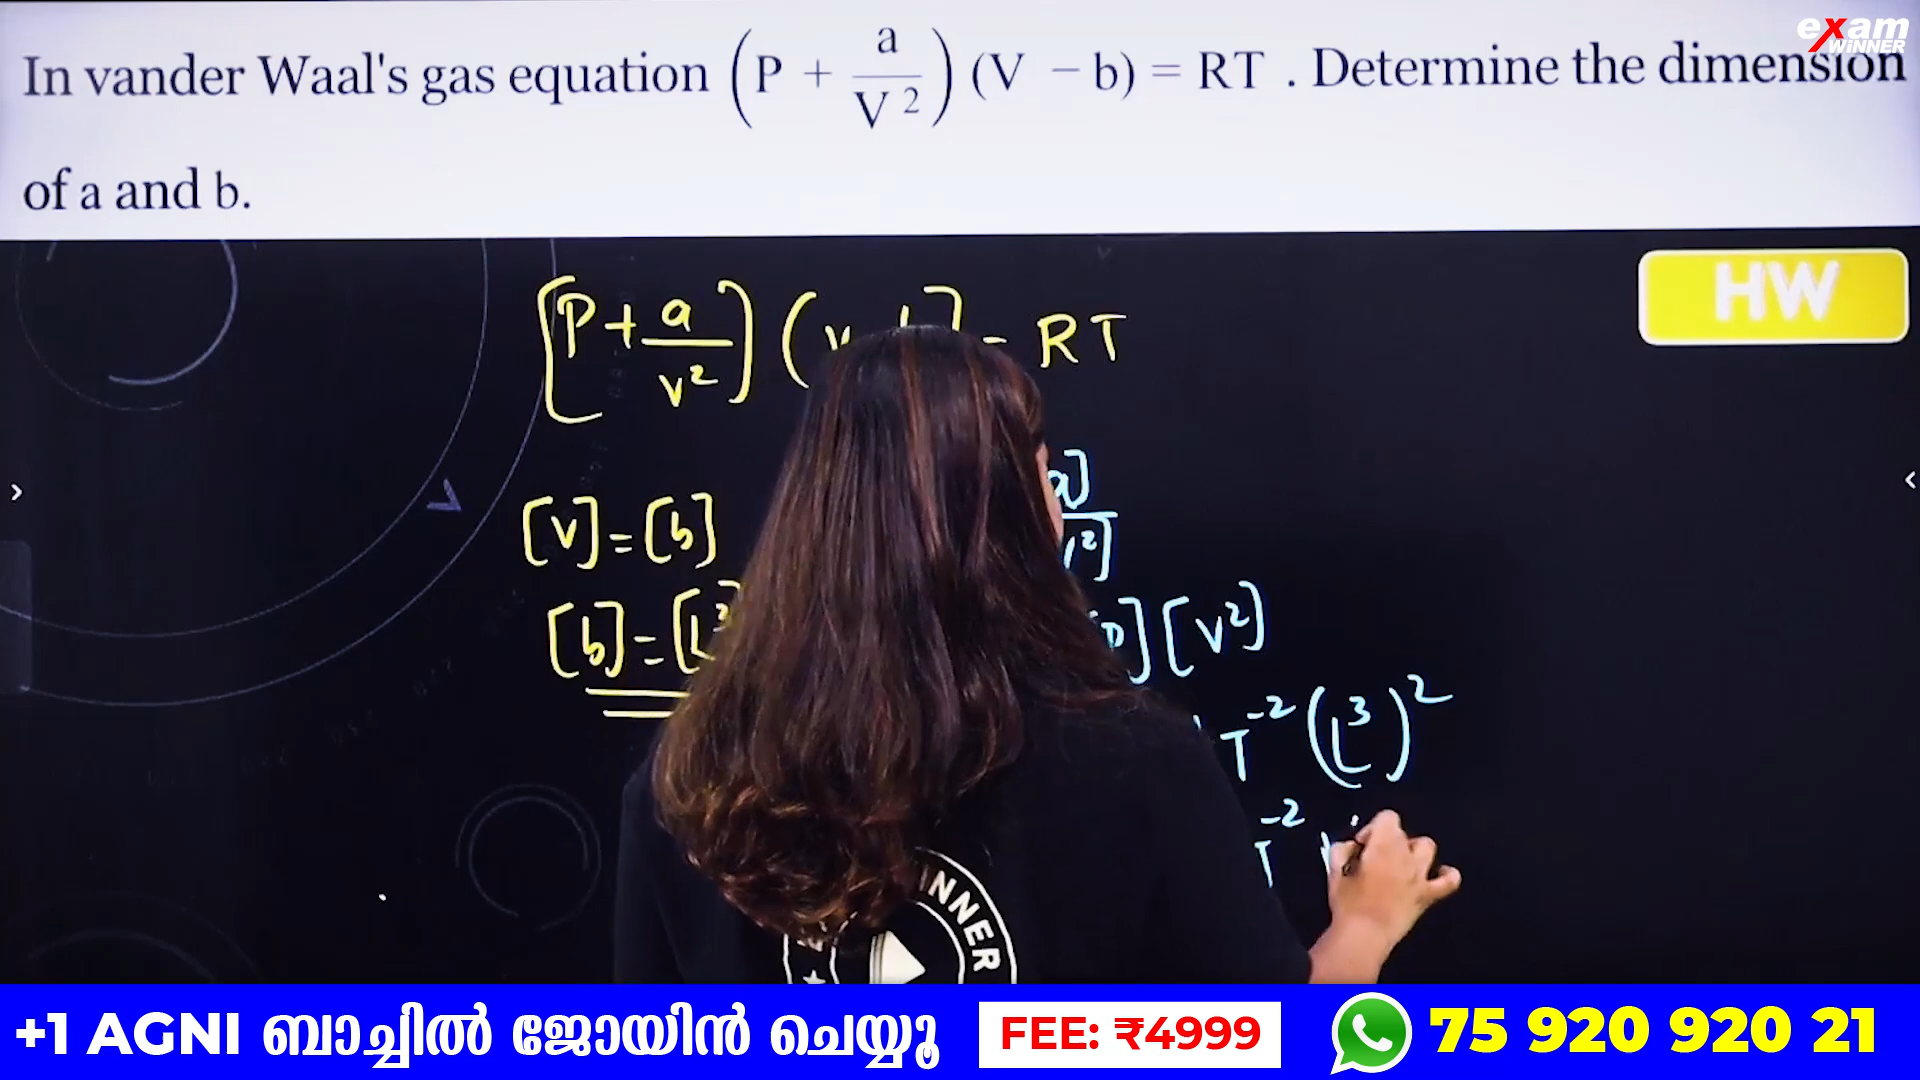 exam
WiNNER
In vander Waal's gas equation (P + a/V²) (V − b) = RT . Determine the dimension
of a and b.
HW
[P + a/v²) (v = RT
[V] = [b]
[b] = [L
[v²]
T⁻² (L³)²
T⁻²
INNER
+1 AGNI ബാച്ചിൽ ജോയിൻ ചെയ്യൂ
FEE: ₹4999
75 920 920 21